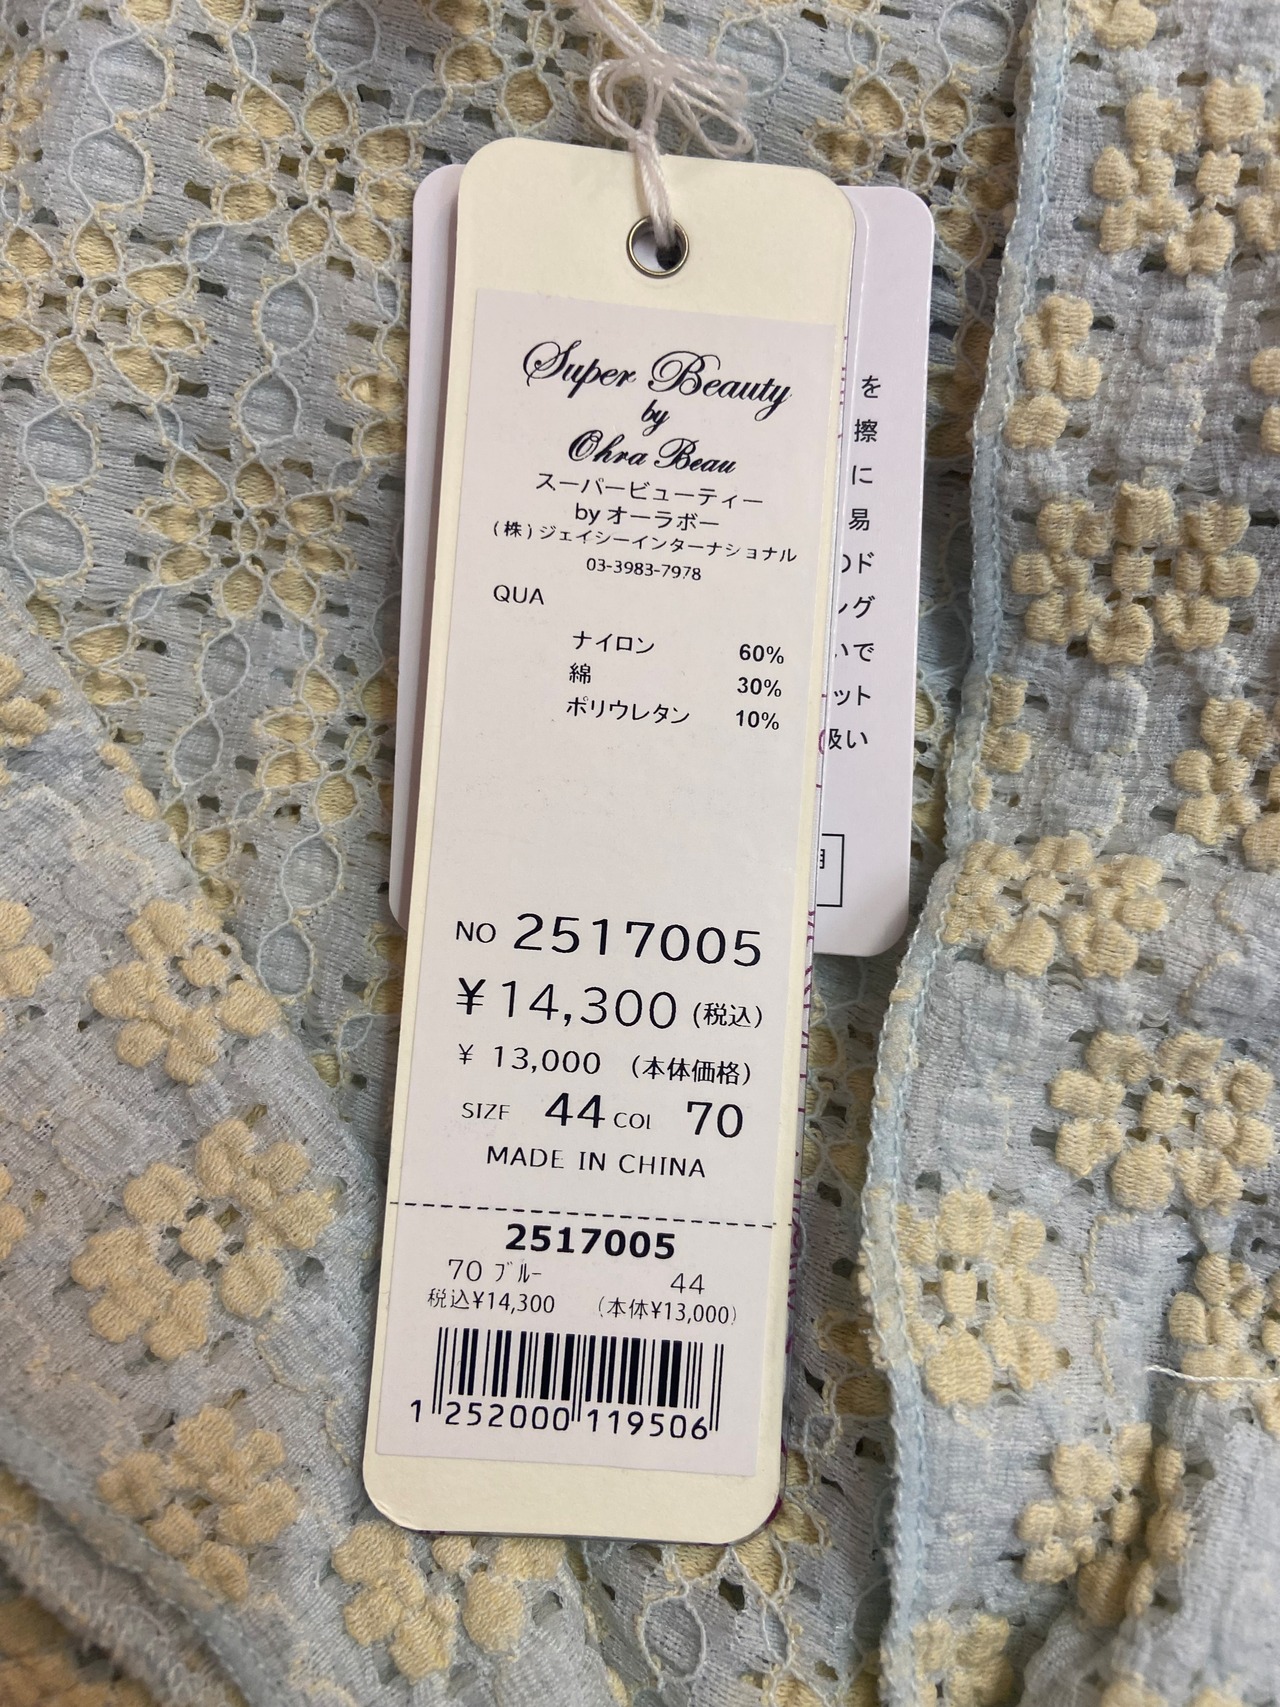 Super Beauty
by
Ohra Beau
スーパービューティー
by オーラボー
(株)ジェイシーインターナショナル
03-3983-7978
QUA
ナイロン 60%
綿 30%
ポリウレタン 10%
NO 2517005
¥14,300 (税込)
¥ 13,000 (本体価格)
SIZE 44 COL 70
MADE IN CHINA
2517005
70 ブルー 44
税込¥14,300 (本体¥13,000)
1 252000 119506
を
擦
に
易
のド
ング
いで
ット
扱い